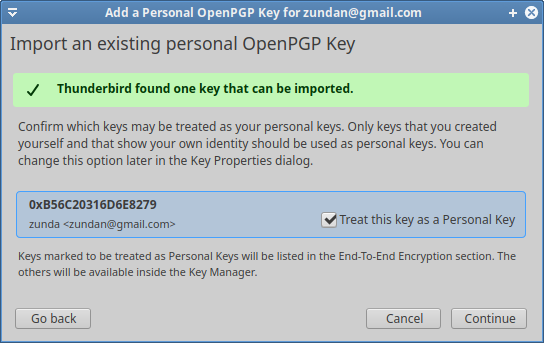 Add a Personal OpenPGP Key for zundan@gmail.com
Import an existing personal OpenPGP Key
Thunderbird found one key that can be imported.
Confirm which keys may be treated as your personal keys. Only keys that you created
yourself and that show your own identity should be used as personal keys. You can
change this option later in the Key Properties dialog.
0xB56C20316D6E8279
zunda <zundan@gmail.com>
Treat this key as a Personal Key
Keys marked to be treated as Personal Keys will be listed in the End-To-End Encryption section. The
others will be available inside the Key Manager.
Go back
Cancel
Continue